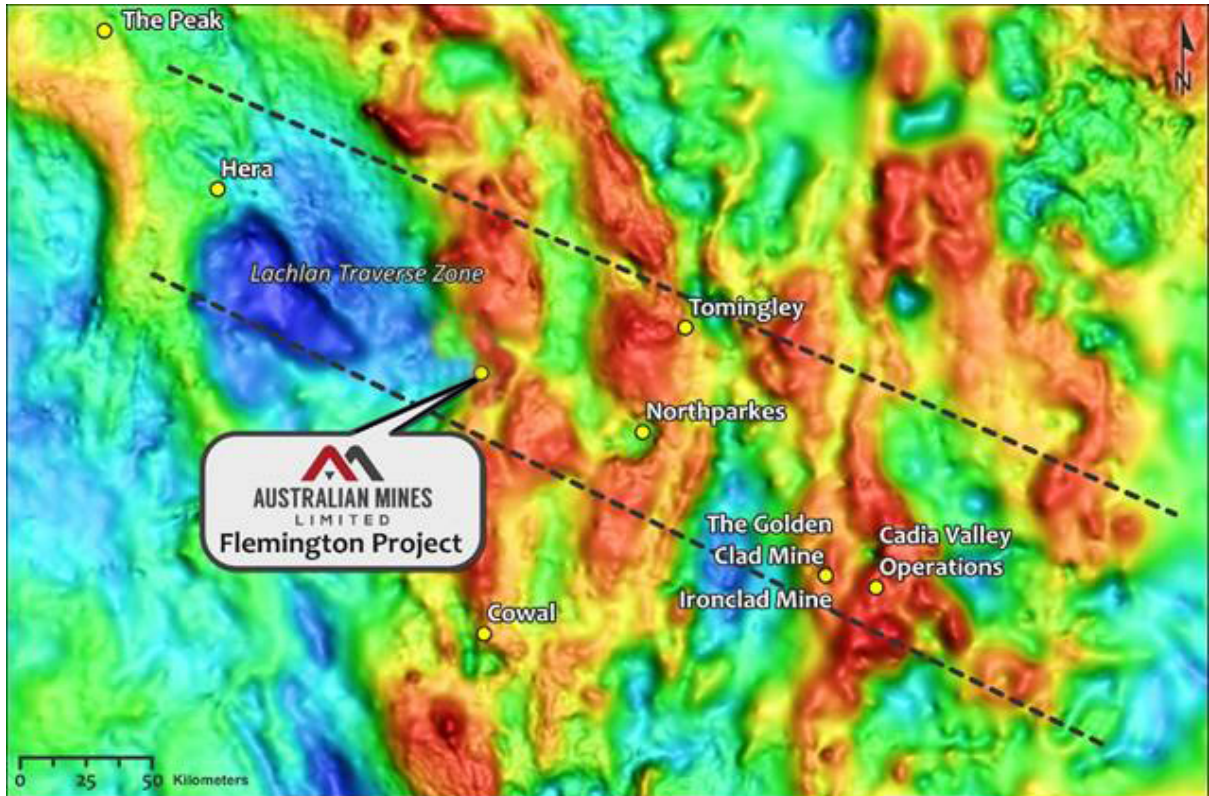 The Peak
N
Hera
Lachlan Traverse Zone
Tomingley
Northparkes
AUSTRALIAN MINES
LIMITED
Flemington Project
The Golden
Clad Mine
Ironclad Mine
Cadia Valley
Operations
Cowal
0 25 50 Kilometers